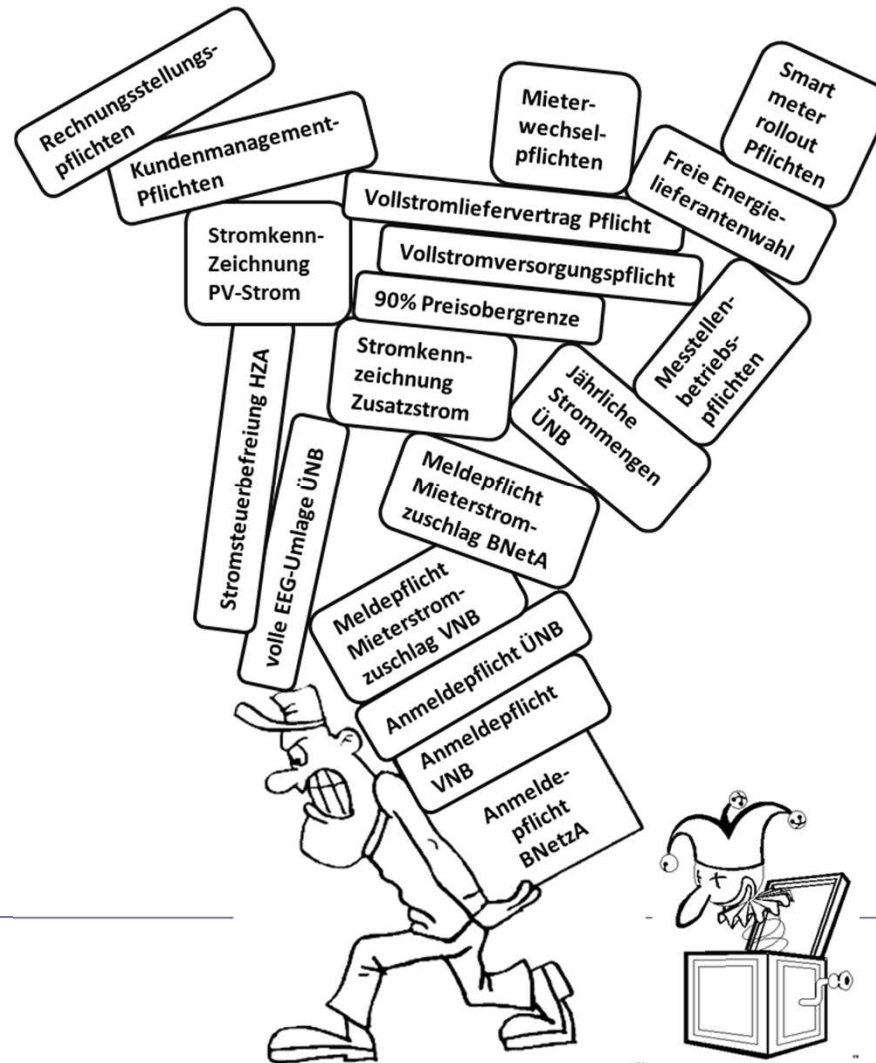 Rechnungsstellungs-
pflichten
Kundenmanagement-
Pflichten
Mieter-
wechsel-
pflichten
Smart
meter
rollout
Pflichten
Freie Energie-
lieferantenwahl
Vollstromliefervertrag Pflicht
Vollstromversorgungspflicht
Stromkenn-
Zeichnung
PV-Strom
90% Preisobergrenze
Messtellen-
betriebs-
pflichten
Stromkenn-
zeichnung
Zusatzstrom
Jährliche
Strommengen
ÜNB
Stromsteuerbefreiung HZA
volle EEG-Umlage ÜNB
Meldepflicht
Mieterstrom-
zuschlag BNetA
Meldepflicht
Mieterstrom-
zuschlag VNB
Anmeldepflicht ÜNB
Anmeldepflicht
VNB
Anmelde-
pflicht
BNetzA